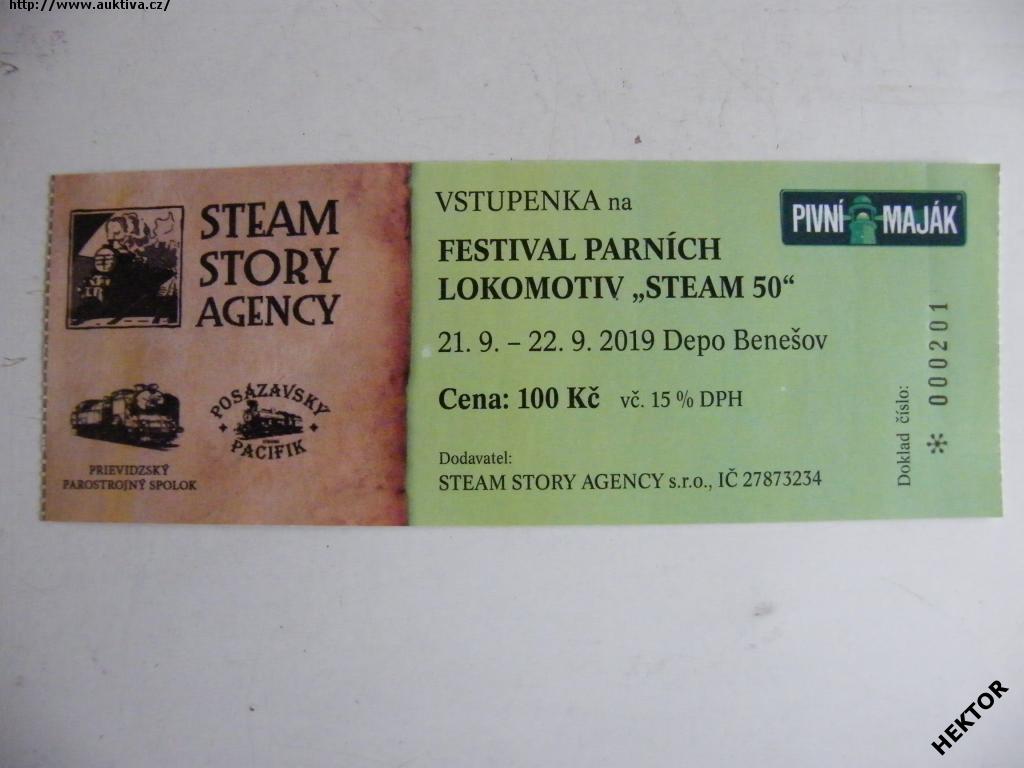 http://www.auktiva.cz/
STEAM
STORY
AGENCY
POSÁZAVSKÝ
PACIFIK
PRIEVIDZSKÝ
PAROSTROJNÝ SPOLOK
VSTUPENKA na
FESTIVAL PARNÍCH
LOKOMOTIV „STEAM 50“
21. 9. – 22. 9. 2019 Depo Benešov
Cena: 100 Kč vč. 15 % DPH
Dodavatel:
STEAM STORY AGENCY s.r.o., IČ 27873234
PIVNÍ MAJÁK
Doklad číslo: * 000201
HEKTOR